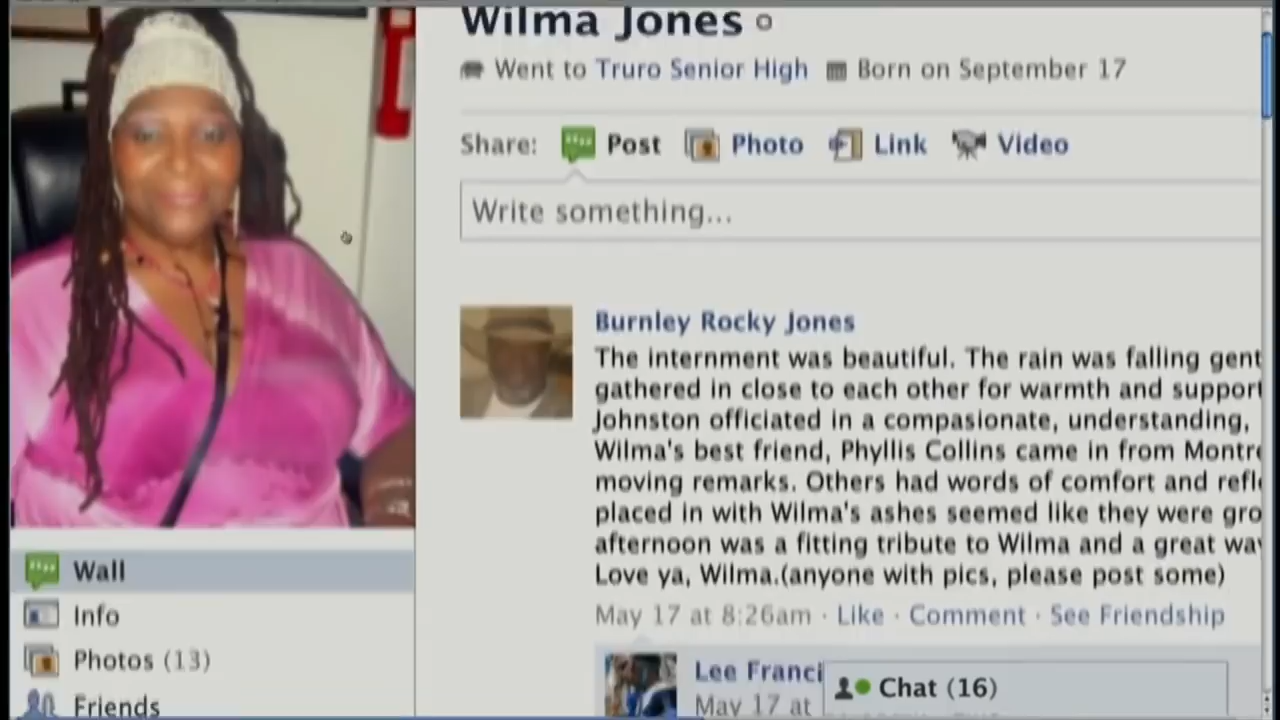 Wilma Jones
Went to Truro Senior High Born on September 17
Share: Post Photo Link Video
Write something...
Burnley Rocky Jones
The internment was beautiful. The rain was falling gent
gathered in close to each other for warmth and support
Johnston officiated in a compasionate, understanding,
Wilma's best friend, Phyllis Collins came in from Montre
moving remarks. Others had words of comfort and refle
placed in with Wilma's ashes seemed like they were gro
afternoon was a fitting tribute to Wilma and a great way
Love ya, Wilma.(anyone with pics, please post some)
May 17 at 8:26am · Like · Comment · See Friendship
Wall
Info
Photos (13)
Friends
Lee Franci
May 17 at
Chat (16)